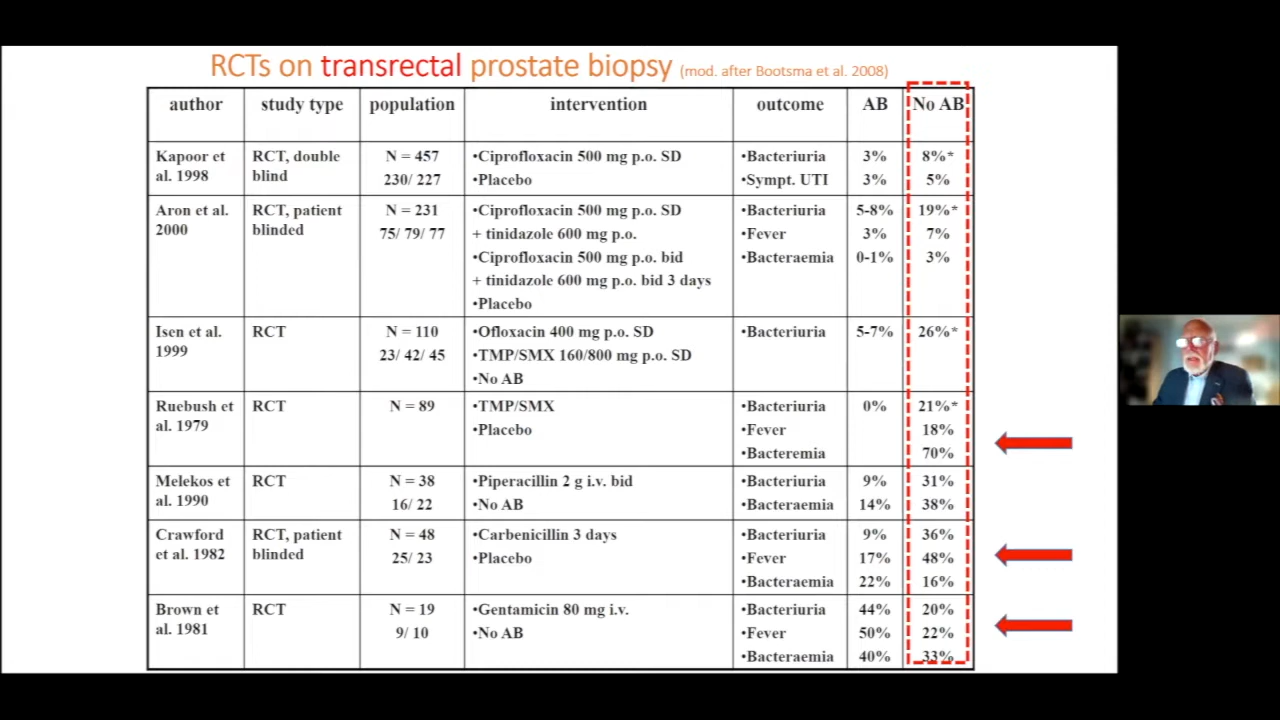 RCTs on transrectal prostate biopsy (mod. after Bootsma et al. 2008)
author study type population intervention outcome AB No AB
Kapoor et RCT, double N = 457 •Ciprofloxacin 500 mg p.o. SD •Bacteriuria 3% 8%*
al. 1998 blind 230/ 227 •Placebo •Sympt. UTI 3% 5%
Aron et al. RCT, patient N = 231 •Ciprofloxacin 500 mg p.o. SD •Bacteriuria 5-8% 19%*
2000 blinded 75/ 79/ 77 + tinidazole 600 mg p.o. •Fever 3% 7%
•Ciprofloxacin 500 mg p.o. bid •Bacteraemia 0-1% 3%
+ tinidazole 600 mg p.o. bid 3 days
•Placebo
Isen et al. RCT N = 110 •Ofloxacin 400 mg p.o. SD •Bacteriuria 5-7% 26%*
1999 23/ 42/ 45 •TMP/SMX 160/800 mg p.o. SD
•No AB
Ruebush et RCT N = 89 •TMP/SMX •Bacteriuria 0% 21%*
al. 1979 •Placebo •Fever 18%
•Bacteremia 70%
Melekos et RCT N = 38 •Piperacillin 2 g i.v. bid •Bacteriuria 9% 31%
al. 1990 16/ 22 •No AB •Bacteraemia 14% 38%
Crawford RCT, patient N = 48 •Carbenicillin 3 days •Bacteriuria 9% 36%
et al. 1982 blinded 25/ 23 •Placebo •Fever 17% 48%
•Bacteraemia 22% 16%
Brown et RCT N = 19 •Gentamicin 80 mg i.v. •Bacteriuria 44% 20%
al. 1981 9/ 10 •No AB •Fever 50% 22%
•Bacteraemia 40% 33%